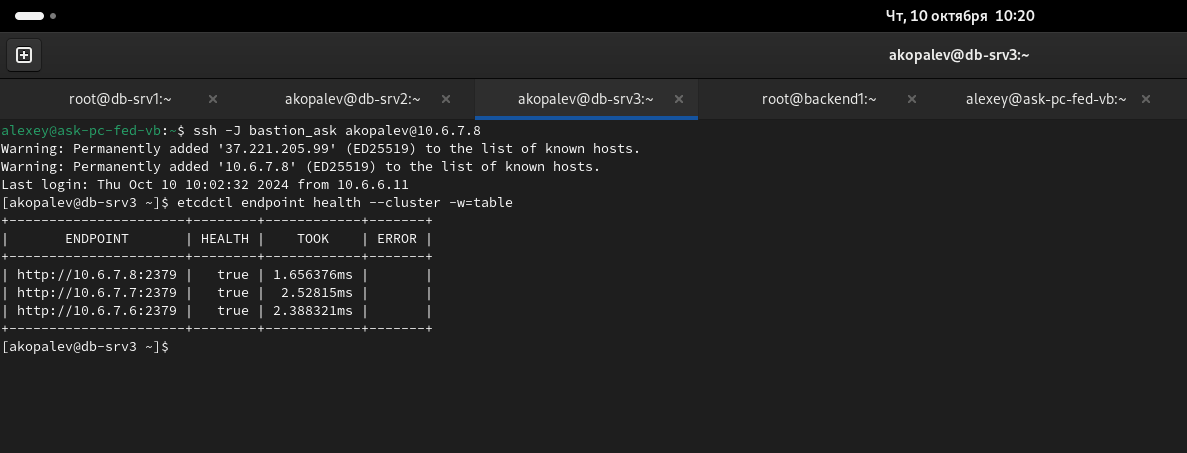 Чт, 10 октября 10:20
akopalev@db-srv3:~
root@db-srv1:~ × akopalev@db-srv2:~ × akopalev@db-srv3:~ × root@backend1:~ × alexey@ask-pc-fed-vb:~ ×
alexey@ask-pc-fed-vb:~$ ssh -J bastion_ask akopalev@10.6.7.8
Warning: Permanently added '37.221.205.99' (ED25519) to the list of known hosts.
Warning: Permanently added '10.6.7.8' (ED25519) to the list of known hosts.
Last login: Thu Oct 10 10:02:32 2024 from 10.6.6.11
[akopalev@db-srv3 ~]$ etcdctl endpoint health --cluster -w=table
+----------------------+--------+------------+-------+
|       ENDPOINT       | HEALTH |    TOOK    | ERROR |
+----------------------+--------+------------+-------+
| http://10.6.7.8:2379 |   true | 1.656376ms |       |
| http://10.6.7.7:2379 |   true |  2.52815ms |       |
| http://10.6.7.6:2379 |   true | 2.388321ms |       |
+----------------------+--------+------------+-------+
[akopalev@db-srv3 ~]$